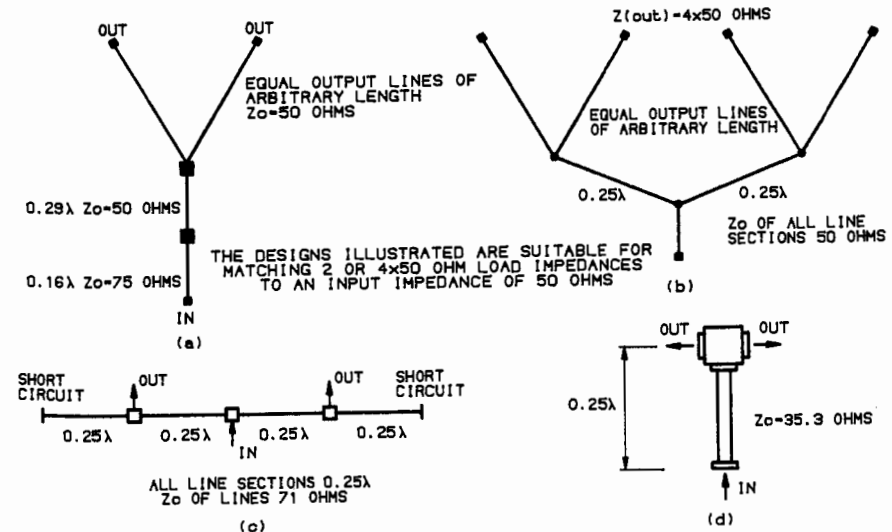 OUT
OUT
EQUAL OUTPUT LINES OF
ARBITRARY LENGTH
Zo=50 OHMS
0.29λ Zo=50 OHMS
0.16λ Zo=75 OHMS
IN
(a)
Z(out)=4x50 OHMS
EQUAL OUTPUT LINES
OF ARBITRARY LENGTH
0.25λ
0.25λ
Zo OF ALL LINE
SECTIONS 50 OHMS
(b)
THE DESIGNS ILLUSTRATED ARE SUITABLE FOR
MATCHING 2 OR 4x50 OHM LOAD IMPEDANCES
TO AN INPUT IMPEDANCE OF 50 OHMS
SHORT
CIRCUIT
OUT
OUT
SHORT
CIRCUIT
0.25λ
0.25λ
0.25λ
0.25λ
IN
ALL LINE SECTIONS 0.25λ
Zo OF LINES 71 OHMS
(c)
OUT
OUT
0.25λ
Zo=35.3 OHMS
IN
(d)